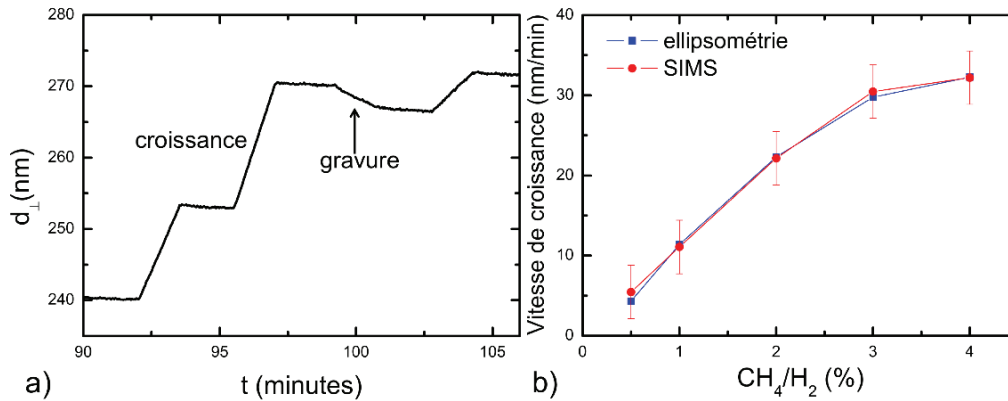 280
270
260
250
240
d⊥(nm)
croissance
gravure
90
95
100
105
t (minutes)
a)
40
30
20
10
0
Vitesse de croissance (nm/min)
ellipsométrie
SIMS
0
1
2
3
4
CH₄/H₂ (%)
b)